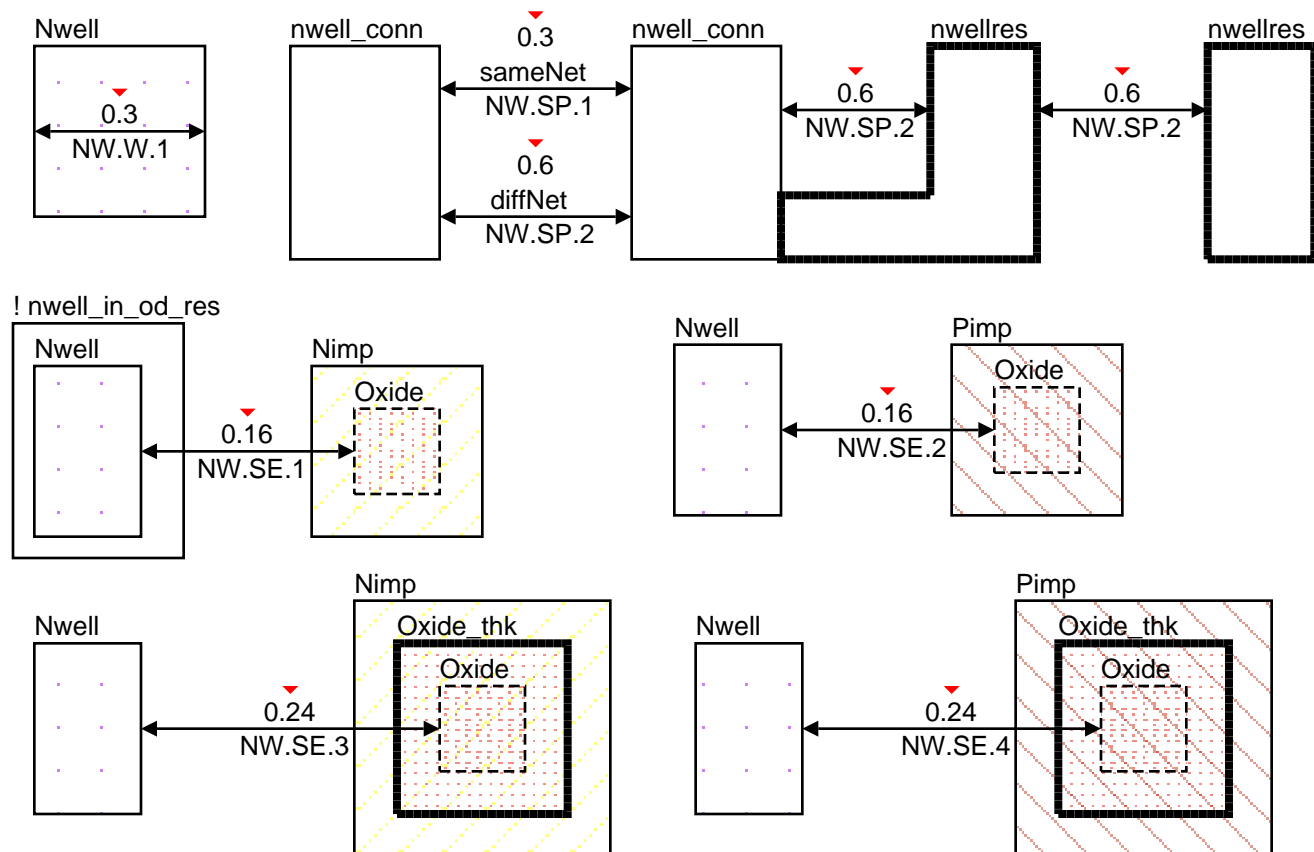 Nwell
0.3
NW.W.1
nwell_conn
0.3
sameNet
NW.SP.1
0.6
diffNet
NW.SP.2
nwell_conn
0.6
NW.SP.2
nwellres
0.6
NW.SP.2
nwellres
! nwell_in_od_res
Nwell
0.16
NW.SE.1
Nimp
Oxide
Nwell
0.16
NW.SE.2
Pimp
Oxide
Nwell
0.24
NW.SE.3
Nimp
Oxide_thk
Oxide
Nwell
0.24
NW.SE.4
Pimp
Oxide_thk
Oxide